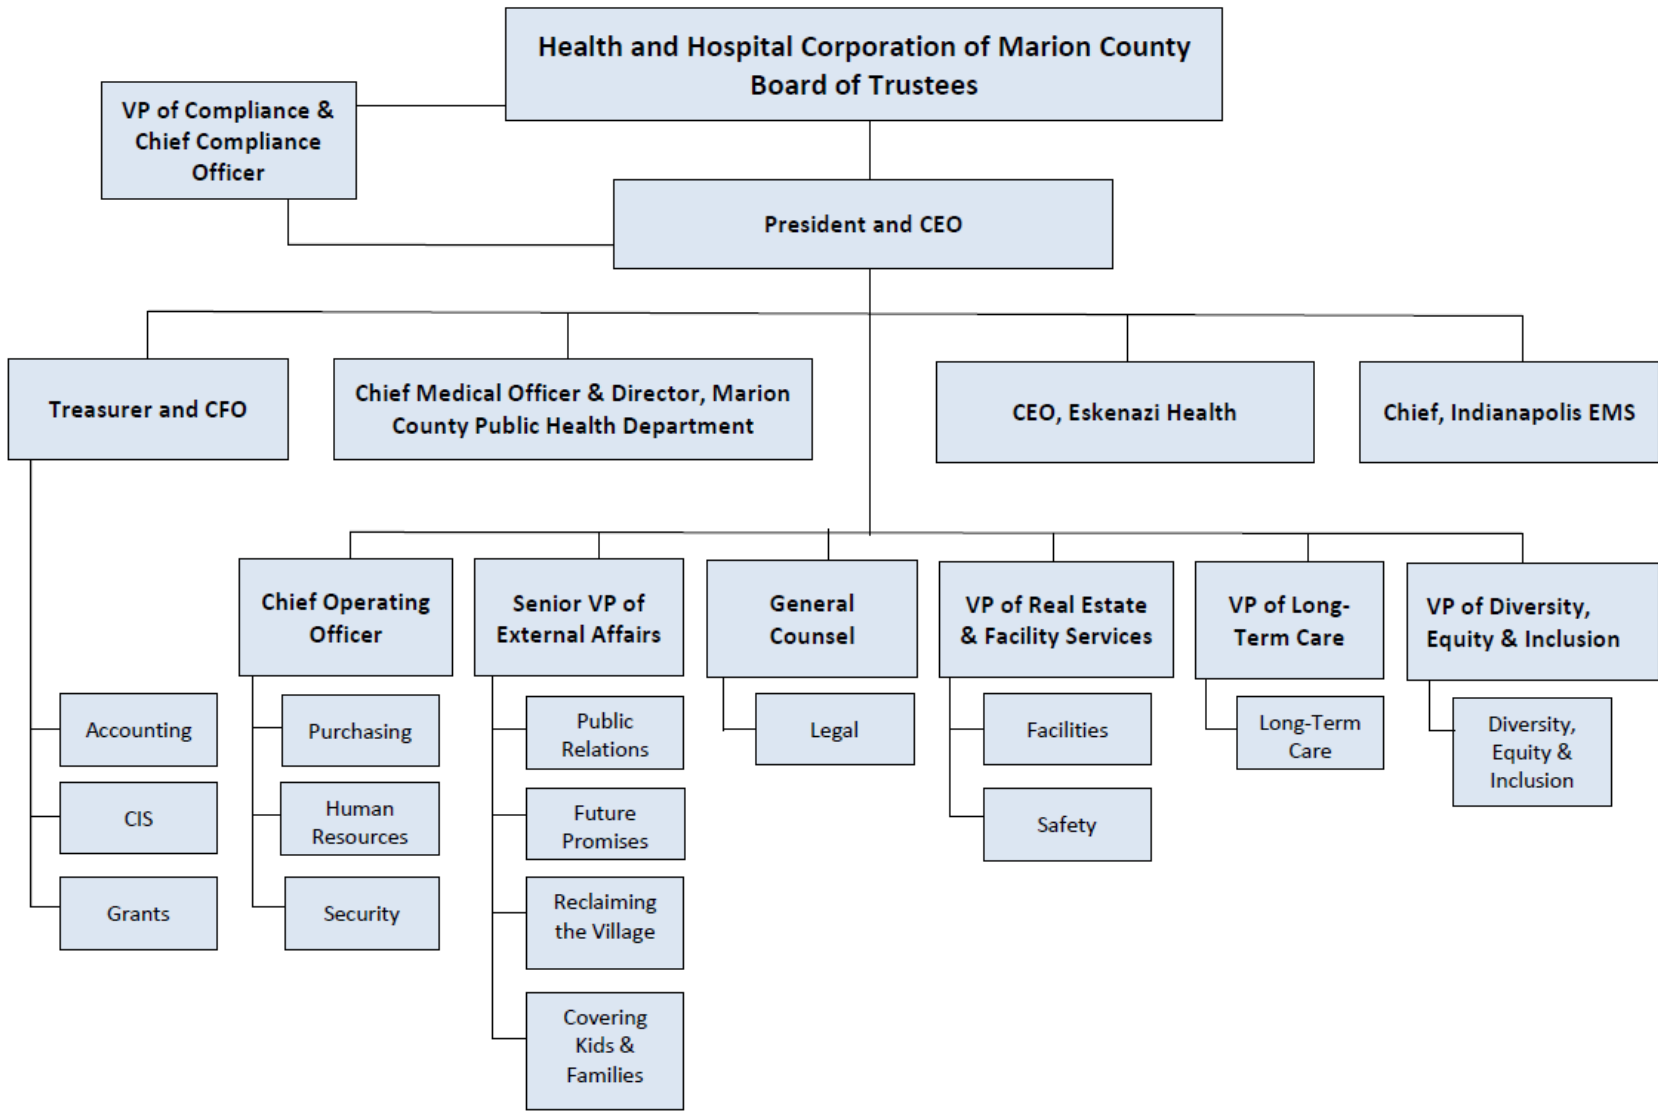 Health and Hospital Corporation of Marion County
Board of Trustees
VP of Compliance &
Chief Compliance
Officer
President and CEO
Treasurer and CFO
Chief Medical Officer & Director, Marion
County Public Health Department
CEO, Eskenazi Health
Chief, Indianapolis EMS
Chief Operating
Officer
Senior VP of
External Affairs
General
Counsel
VP of Real Estate
& Facility Services
VP of Long-
Term Care
VP of Diversity,
Equity & Inclusion
Accounting
CIS
Grants
Purchasing
Human
Resources
Security
Public
Relations
Future
Promises
Reclaiming
the Village
Covering
Kids &
Families
Legal
Facilities
Safety
Long-Term
Care
Diversity,
Equity &
Inclusion